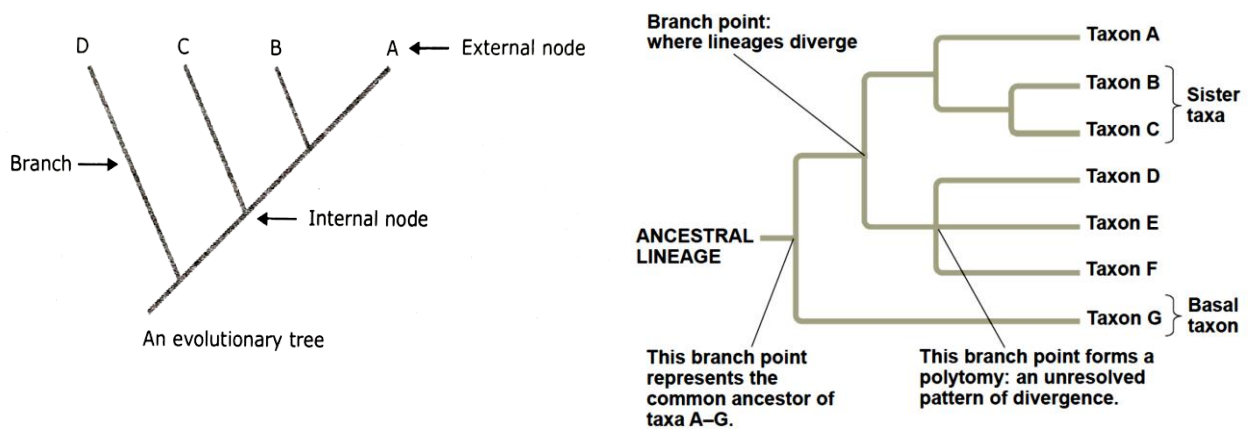 D
C
B
A
External node
Branch
Internal node
An evolutionary tree
Branch point:
where lineages diverge
Taxon A
Taxon B
Taxon C
Sister
taxa
Taxon D
Taxon E
Taxon F
ANCESTRAL
LINEAGE
Taxon G
Basal
taxon
This branch point
represents the
common ancestor of
taxa A–G.
This branch point forms a
polytomy: an unresolved
pattern of divergence.